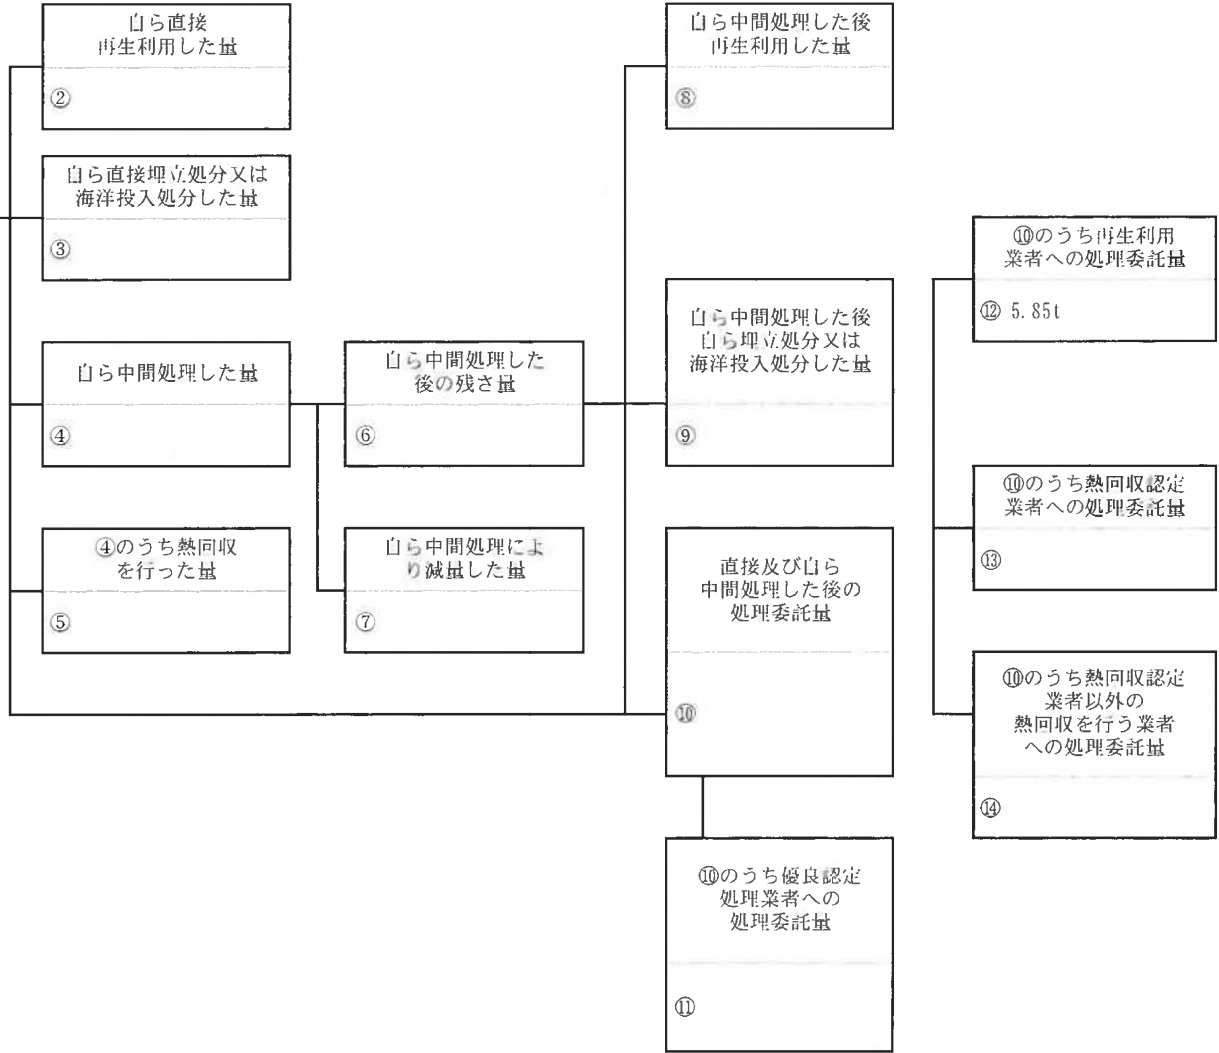 自ら直接
再生利用した量
②
自ら直接埋立処分又は
海洋投入処分した量
③
自ら中間処理した量
④
④のうち熱回収
を行った量
⑤
自ら中間処理した
後の残さ量
⑥
自ら中間処理によ
り減量した量
⑦
自ら中間処理した後
再生利用した量
⑧
自ら中間処理した後
自ら埋立処分又は
海洋投入処分した量
⑨
直接及び自ら
中間処理した後の
処理委託量
⑩
⑩のうち優良認定
処理業者への
処理委託量
⑪
⑩のうち再生利用
業者への処理委託量
⑫ 5.85t
⑩のうち熱回収認定
業者への処理委託量
⑬
⑩のうち熱回収認定
業者以外の
熱回収を行う業者
への処理委託量
⑭